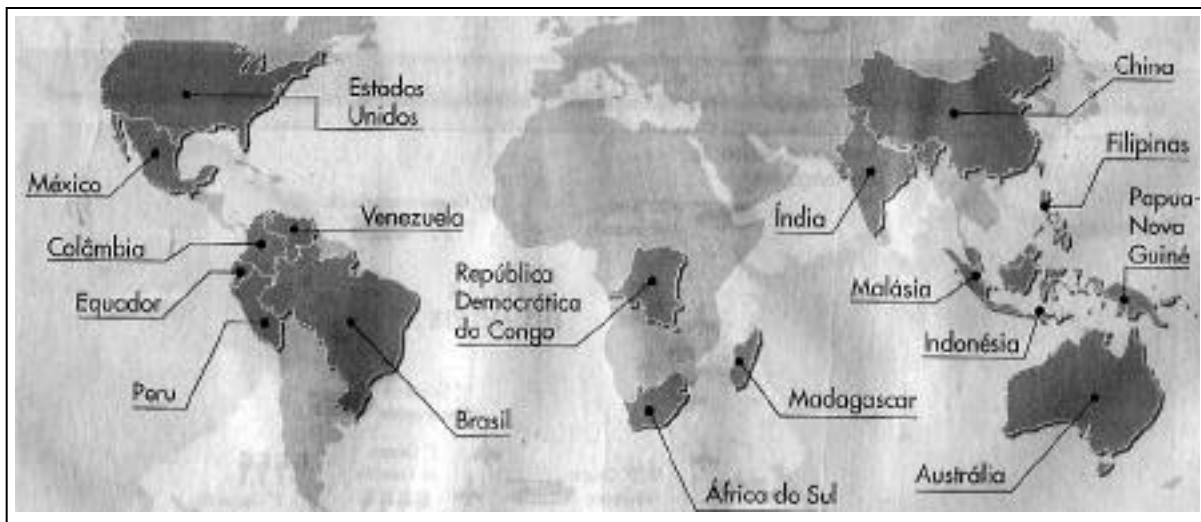 Estados
Unidos
México
Venezuela
Colômbia
Equador
Peru
Brasil
República
Democrática
do Congo
África do Sul
Madagascar
Índia
China
Filipinas
Papua-
Nova
Guiné
Malásia
Indonésia
Austrália